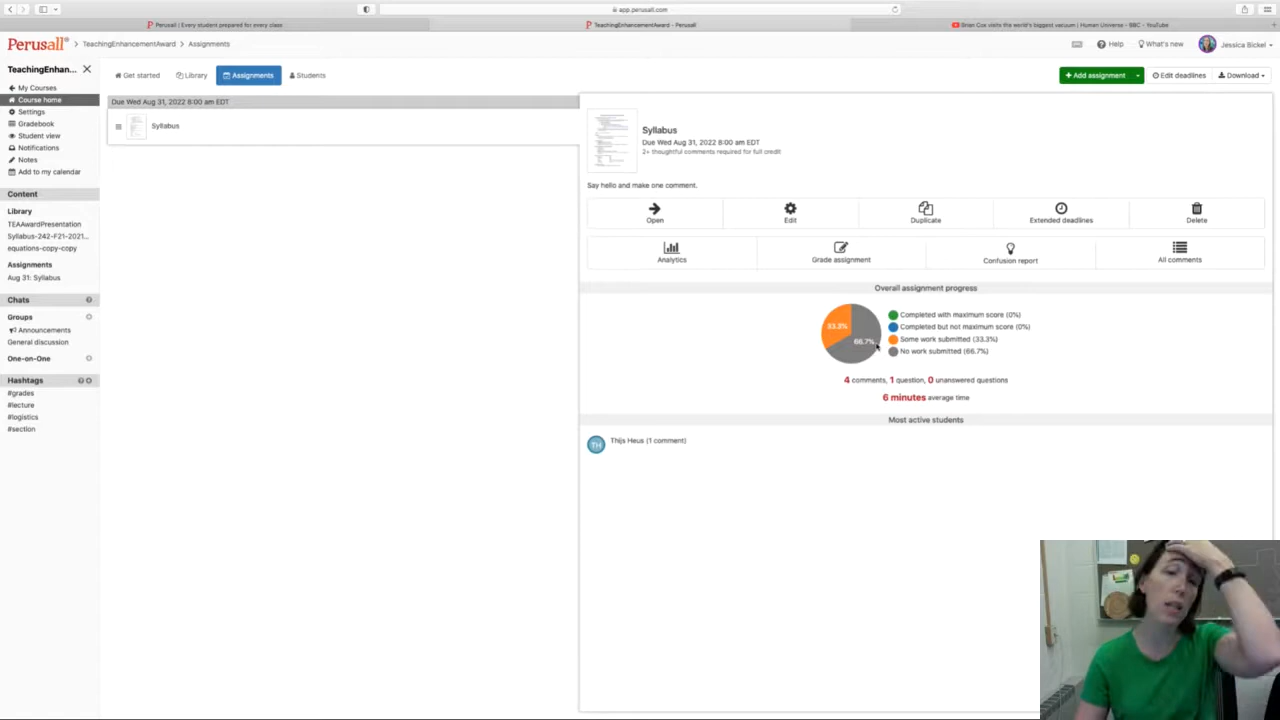 app.perusall.com
Perusall | Every student prepared for every class
TeachingEnhancementAward - Perusall
Brian Cox visits the world's biggest vacuum | Human Universe - BBC - YouTube
Perusall
TeachingEnhancementAward
Assignments
Help
What's new
Jessica Bickel
TeachingEnhan...
My Courses
Course home
Settings
Gradebook
Student view
Notifications
Notes
Add to my calendar
Content
Library
TEAAwardPresentation
Syllabus-242-F21-2021...
equations-copy-copy
Assignments
Aug 31: Syllabus
Chats
Groups
Announcements
General discussion
One-on-One
Hashtags
#grades
#lecture
#logistics
#section
Get started
Library
Assignments
Students
+ Add assignment
Edit deadlines
Download
Due Wed Aug 31, 2022 8:00 am EDT
Syllabus
Syllabus
Due Wed Aug 31, 2022 8:00 am EDT
2+ thoughtful comments required for full credit
Say hello and make one comment.
Open
Edit
Duplicate
Extended deadlines
Delete
Analytics
Grade assignment
Confusion report
All comments
Overall assignment progress
33.3%
66.7%
Completed with maximum score (0%)
Completed but not maximum score (0%)
Some work submitted (33.3%)
No work submitted (66.7%)
4 comments, 1 question, 0 unanswered questions
6 minutes average time
Most active students
TH
Thijs Heus (1 comment)